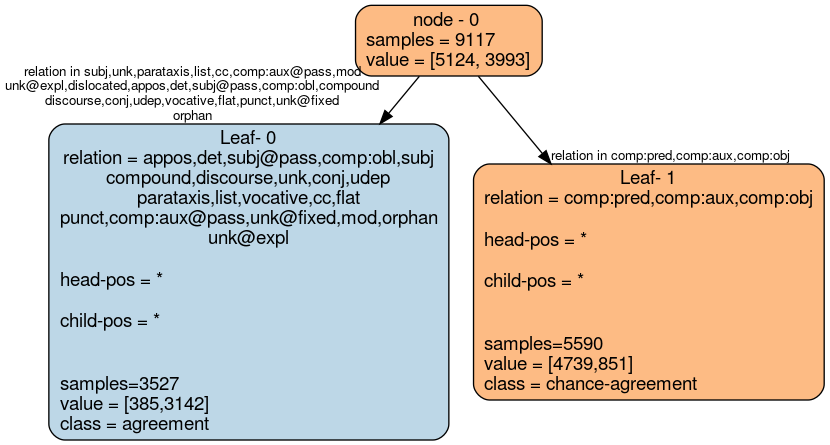 node - 0
samples = 9117
value = [5124, 3993]
relation in subj,unk,parataxis,list,cc,comp:aux@pass,mod
unk@expl,dislocated,appos,det,subj@pass,comp:obl,compound
discourse,conj,udep,vocative,flat,punct,unk@fixed
orphan
relation in comp:pred,comp:aux,comp:obj
Leaf- 0
relation = appos,det,subj@pass,comp:obl,subj
compound,discourse,unk,conj,udep
parataxis,list,vocative,cc,flat
punct,comp:aux@pass,unk@fixed,mod,orphan
unk@expl
head-pos = *
child-pos = *
samples=3527
value = [385,3142]
class = agreement
Leaf- 1
relation = comp:pred,comp:aux,comp:obj
head-pos = *
child-pos = *
samples=5590
value = [4739,851]
class = chance-agreement